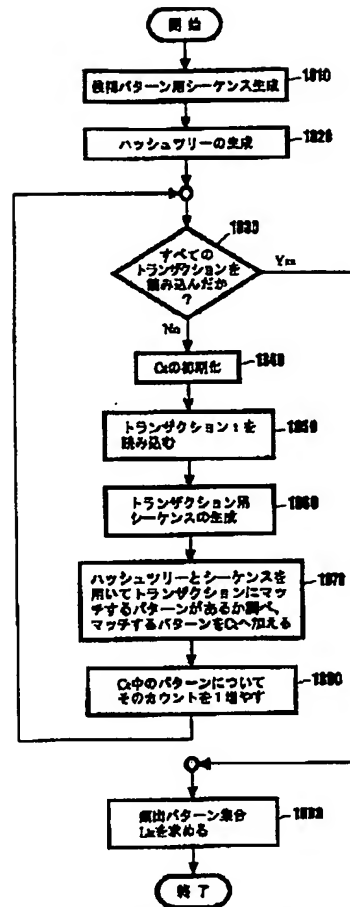 開始
候補パターン用シーケンス生成
1810
ハッシュツリーの生成
1820
1830
すべての
トランザクションを
読み込んだか
?
Yes
No
の初期化
1840
トランザクション t を
読み込む
1850
トランザクション用
シーケンスの生成
1860
ハッシュツリーとシーケンスを
用いてトランザクションにマッ
チするパターンがあるか調べ、
マッチするパターンを へ加える
1870
中のパターンについて
そのカウントを1増やす
1880
頻出パターン集合
Lkを求める
終了